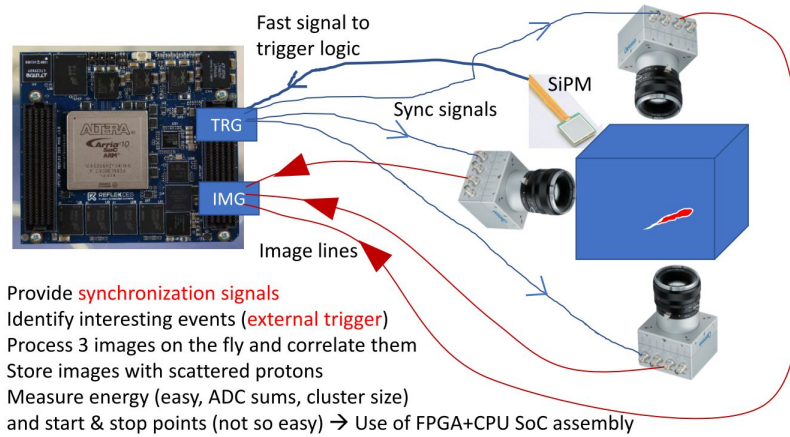 Fast signal to
trigger logic
SiPM
TRG
Sync signals
ALTERA
Arria 10
SoC
ARM
IMG
REFLEX CES
Image lines
Provide synchronization signals
Identify interesting events (external trigger)
Process 3 images on the fly and correlate them
Store images with scattered protons
Measure energy (easy, ADC sums, cluster size)
and start & stop points (not so easy) → Use of FPGA+CPU SoC assembly